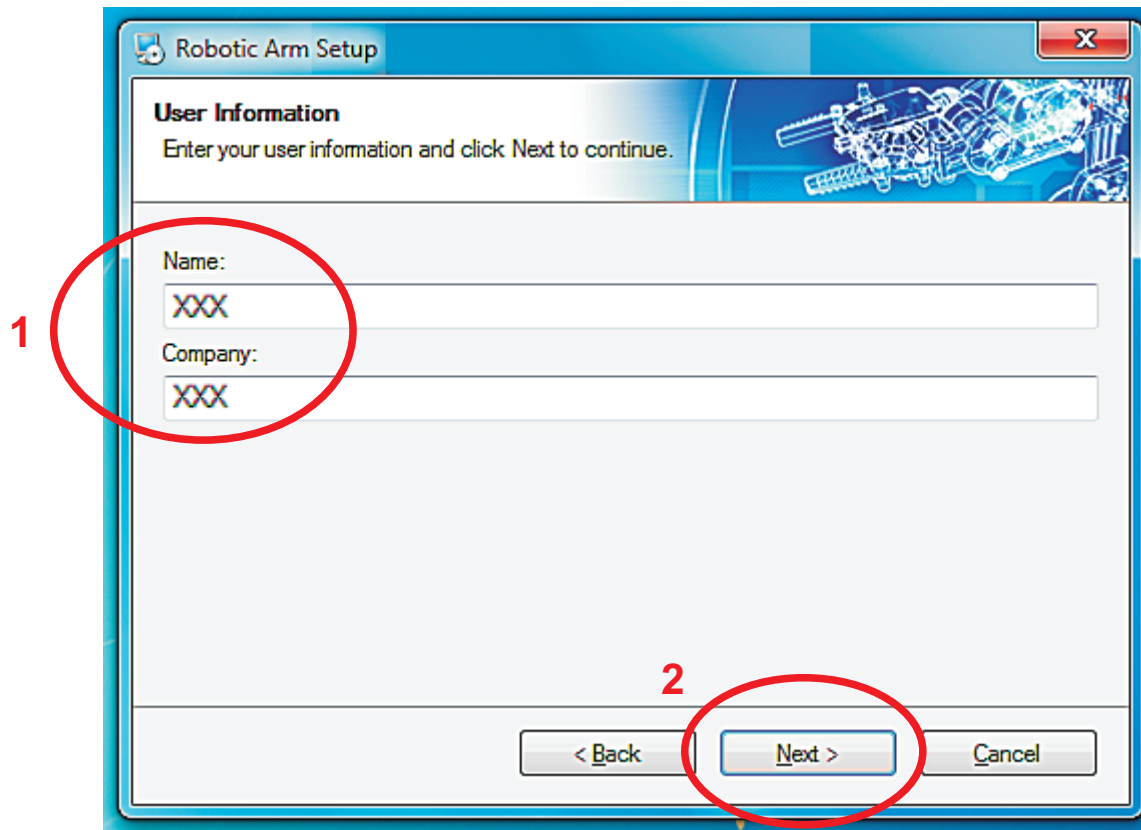 Robotic Arm Setup
X
User Information
Enter your user information and click Next to continue.
Name:
XXX
1
Company:
XXX
2
< Back
Next >
Cancel